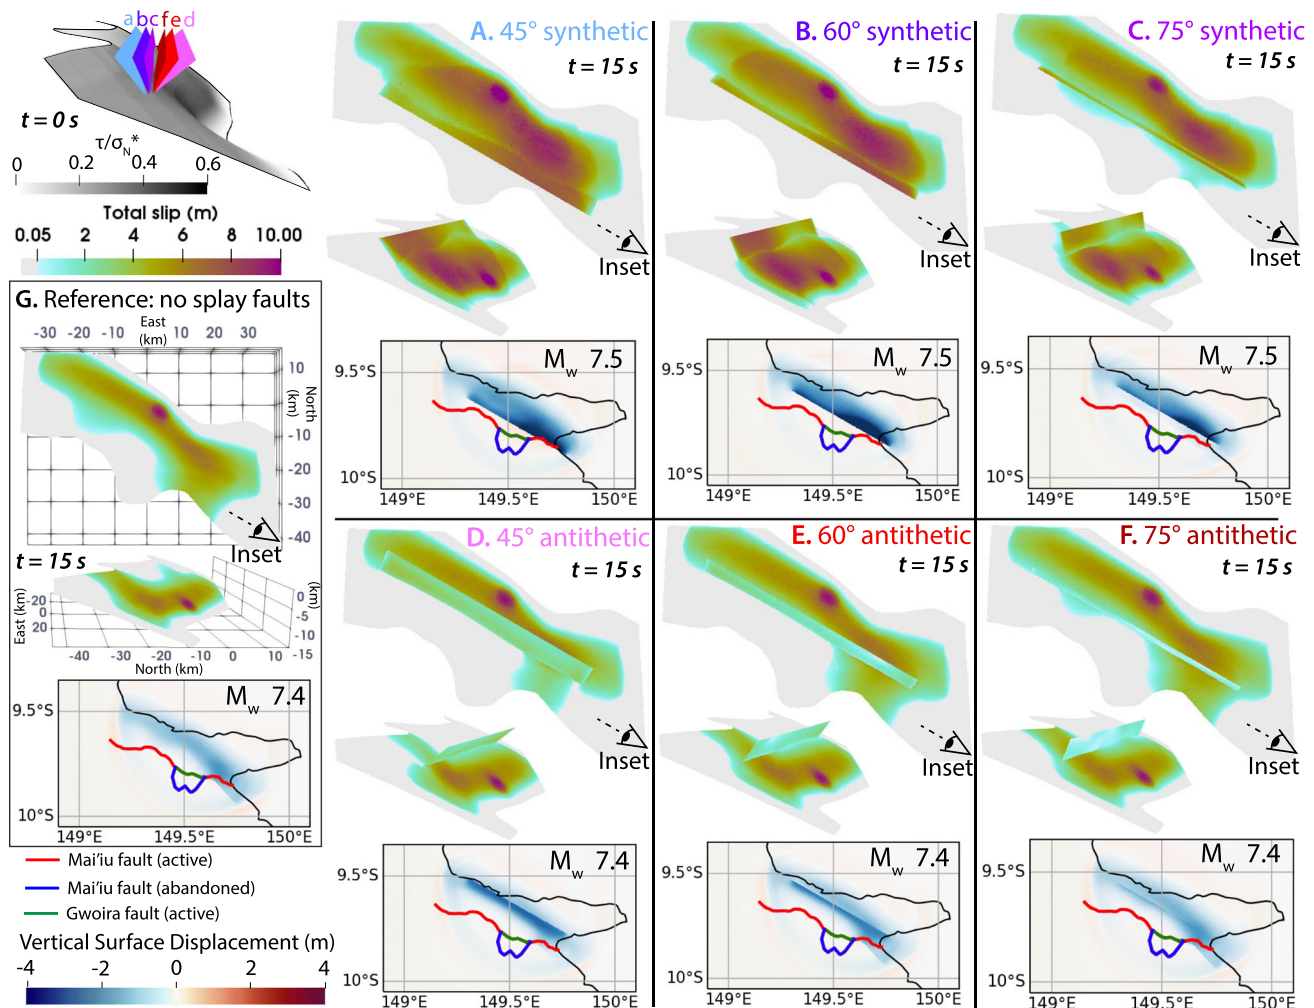 abcfed
t = 0 s
τ/σN*
0 0.2 0.4 0.6
Total slip (m)
0.05 2 4 6 8 10.00
G. Reference: no splay faults
East
(km)
-30 -20 -10 10 20 30
10
North
(km)
-10
-20
-30
-40
Inset
t = 15 s
East (km)
-20
0
20
(km)
0
-5
-10
-15
-40 -30 -20 -10 0 10
North (km)
Mw 7.4
9.5°S
10°S
149°E 149.5°E 150°E
Mai'iu fault (active)
Mai'iu fault (abandoned)
Gwoira fault (active)
Vertical Surface Displacement (m)
-4 -2 0 2 4
A. 45° synthetic
t = 15 s
Inset
Mw 7.5
9.5°S
10°S
149°E 149.5°E 150°E
B. 60° synthetic
t = 15 s
Inset
Mw 7.5
9.5°S
10°S
149°E 149.5°E 150°E
C. 75° synthetic
t = 15 s
Inset
Mw 7.5
9.5°S
10°S
149°E 149.5°E 150°E
D. 45° antithetic
t = 15 s
Inset
Mw 7.4
9.5°S
10°S
149°E 149.5°E 150°E
E. 60° antithetic
t = 15 s
Inset
Mw 7.4
9.5°S
10°S
149°E 149.5°E 150°E
F. 75° antithetic
t = 15 s
Inset
Mw 7.4
9.5°S
10°S
149°E 149.5°E 150°E